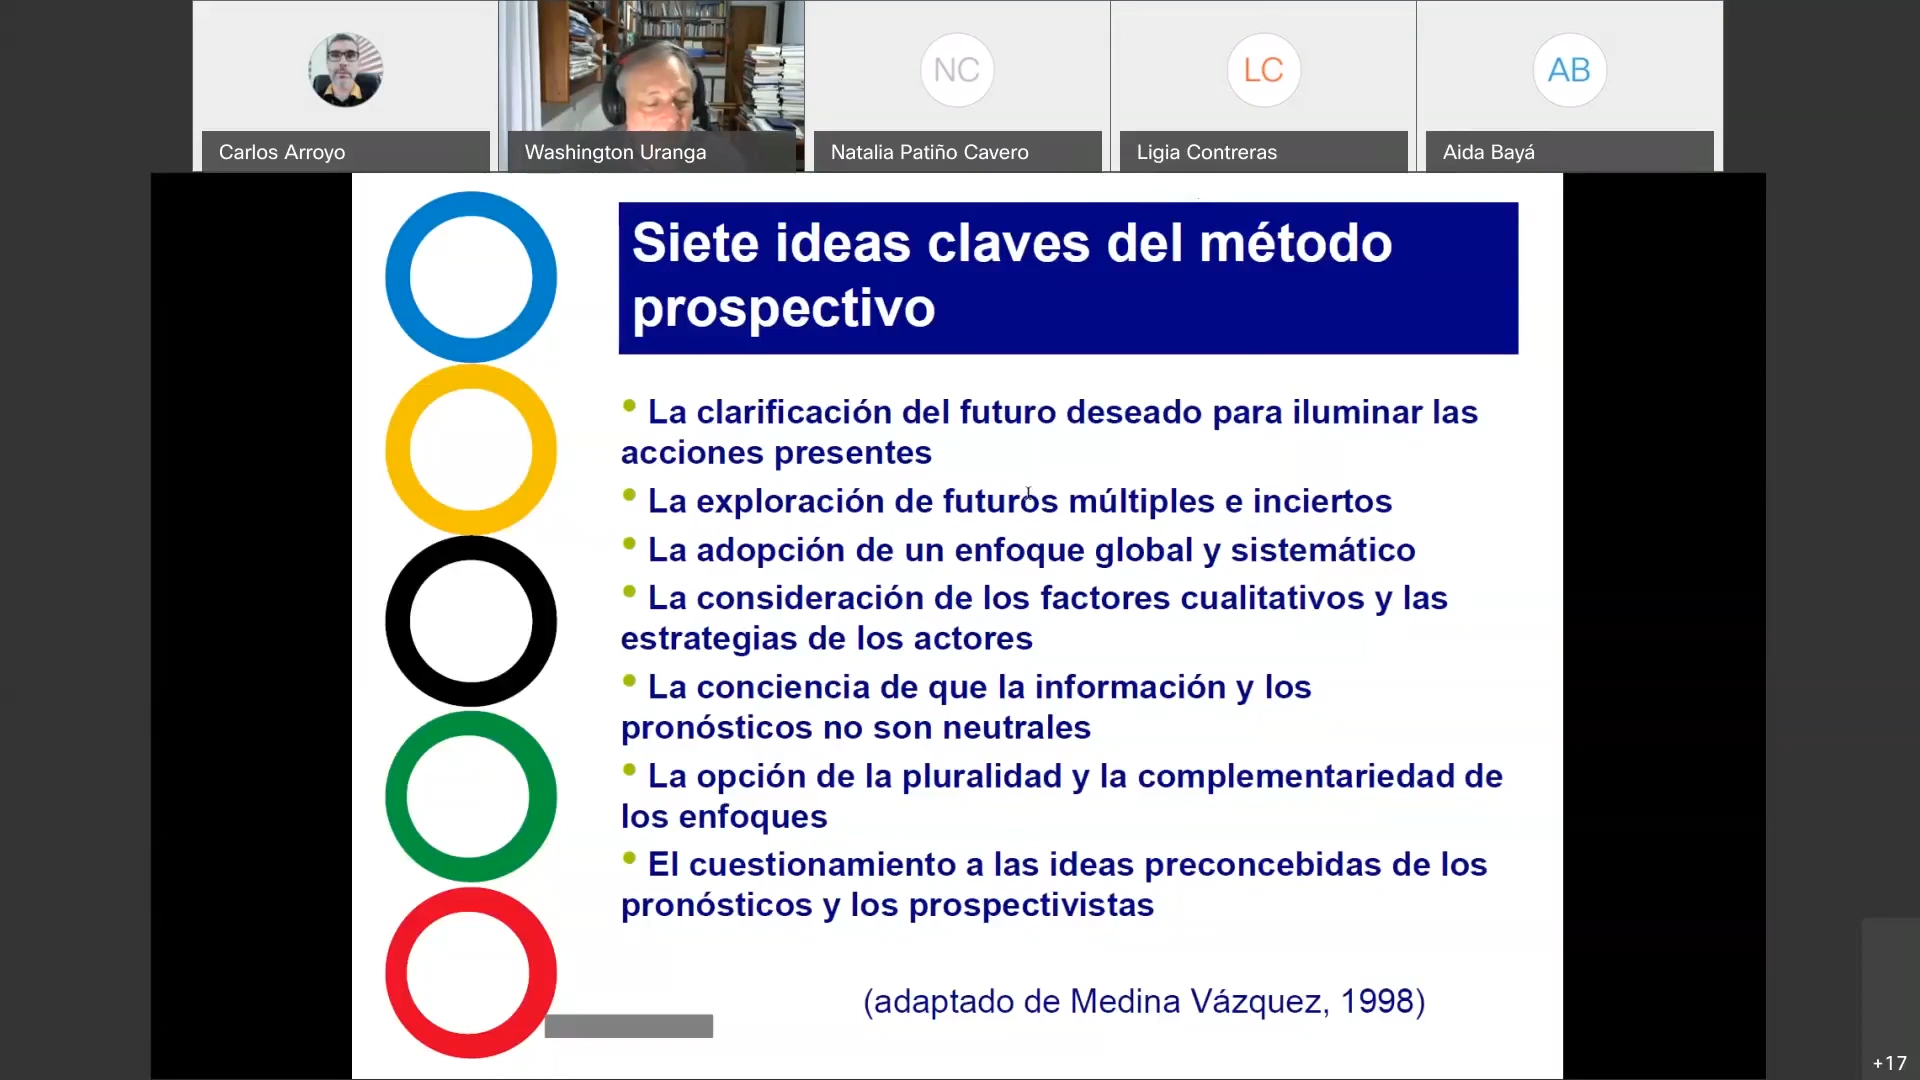 NC
LC
AB
Carlos Arroyo
Washington Uranga
Natalia Patiño Cavero
Ligia Contreras
Aida Bayá
Siete ideas claves del método
prospectivo
• La clarificación del futuro deseado para iluminar las
acciones presentes
• La exploración de futuros múltiples e inciertos
• La adopción de un enfoque global y sistemático
• La consideración de los factores cualitativos y las
estrategias de los actores
• La conciencia de que la información y los
pronósticos no son neutrales
• La opción de la pluralidad y la complementariedad de
los enfoques
• El cuestionamiento a las ideas preconcebidas de los
pronósticos y los prospectivistas
(adaptado de Medina Vázquez, 1998)
+17